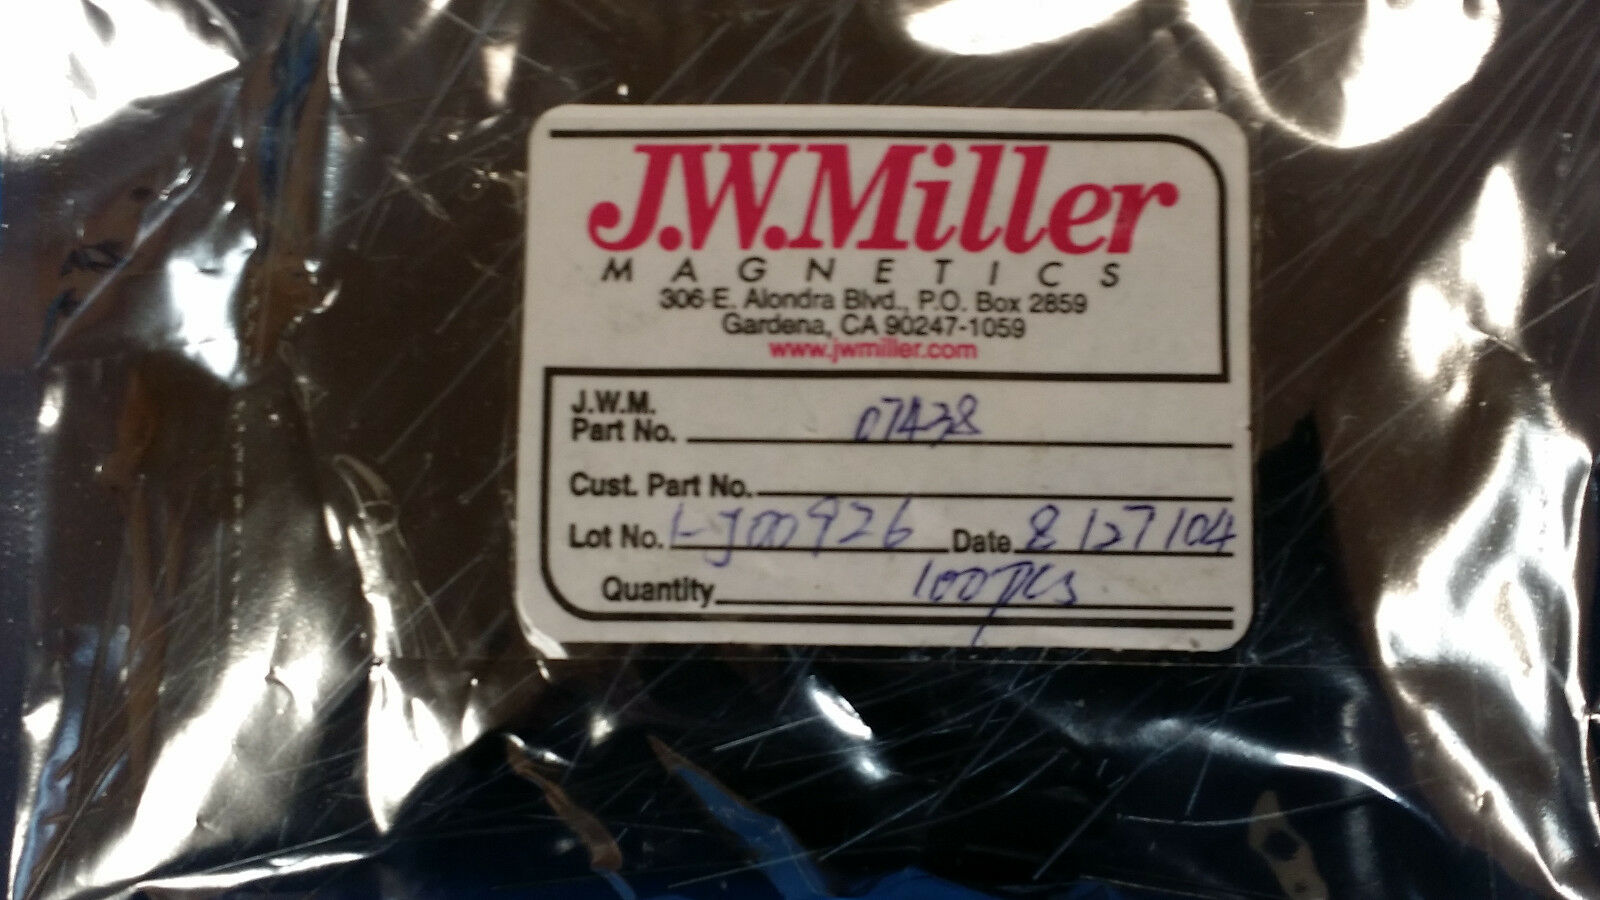 J.W.Miller
MAGNETICS
306 E. Alondra Blvd., P.O. Box 2859
Gardena, CA 90247-1059
www.jwmiller.com
J.W.M.
Part No. 07438
Cust. Part No.
Lot No. Date 8/27/04
Quantity 100pcs